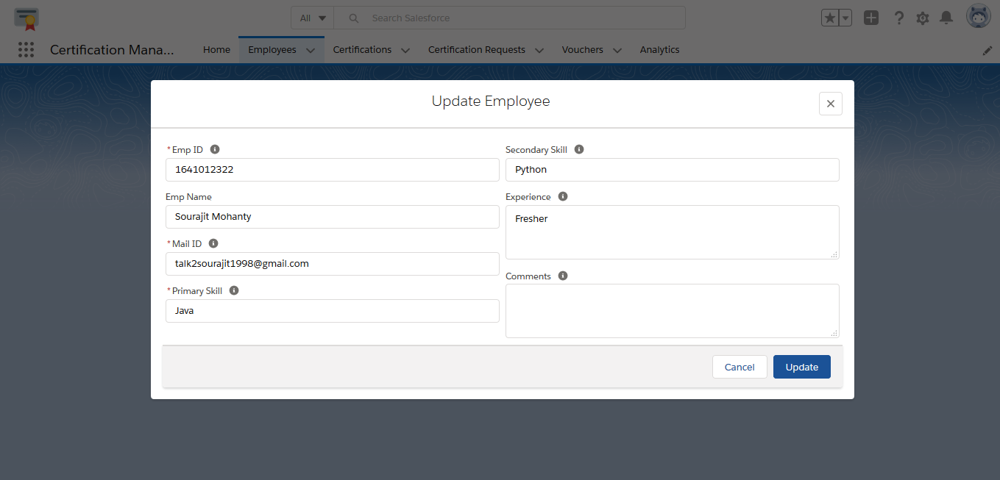 All
Search Salesforce
Certification Mana...
Home
Employees
Certifications
Certification Requests
Vouchers
Analytics
Update Employee
* Emp ID
1641012322
Emp Name
Sourajit Mohanty
* Mail ID
talk2sourajit1998@gmail.com
* Primary Skill
Java
Secondary Skill
Python
Experience
Fresher
Comments
Cancel
Update